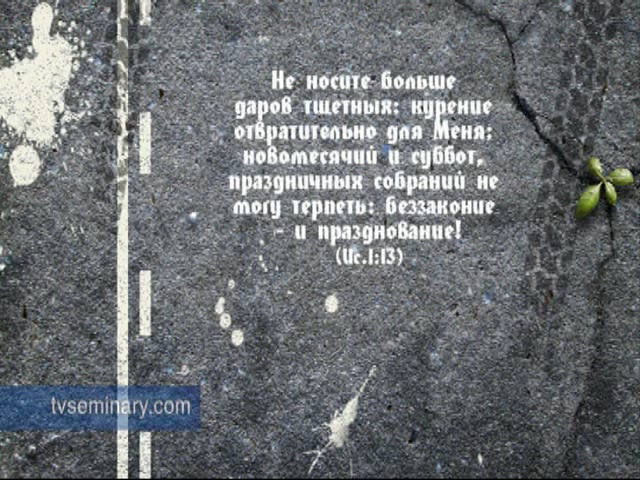 Не носите больше
даров тщетных: курение
отвратительно для Меня;
новомесячий и суббот,
праздничных собраний не
могу терпеть: беззаконие
- и празднование!
(Ис.1:13)
tvseminary.com